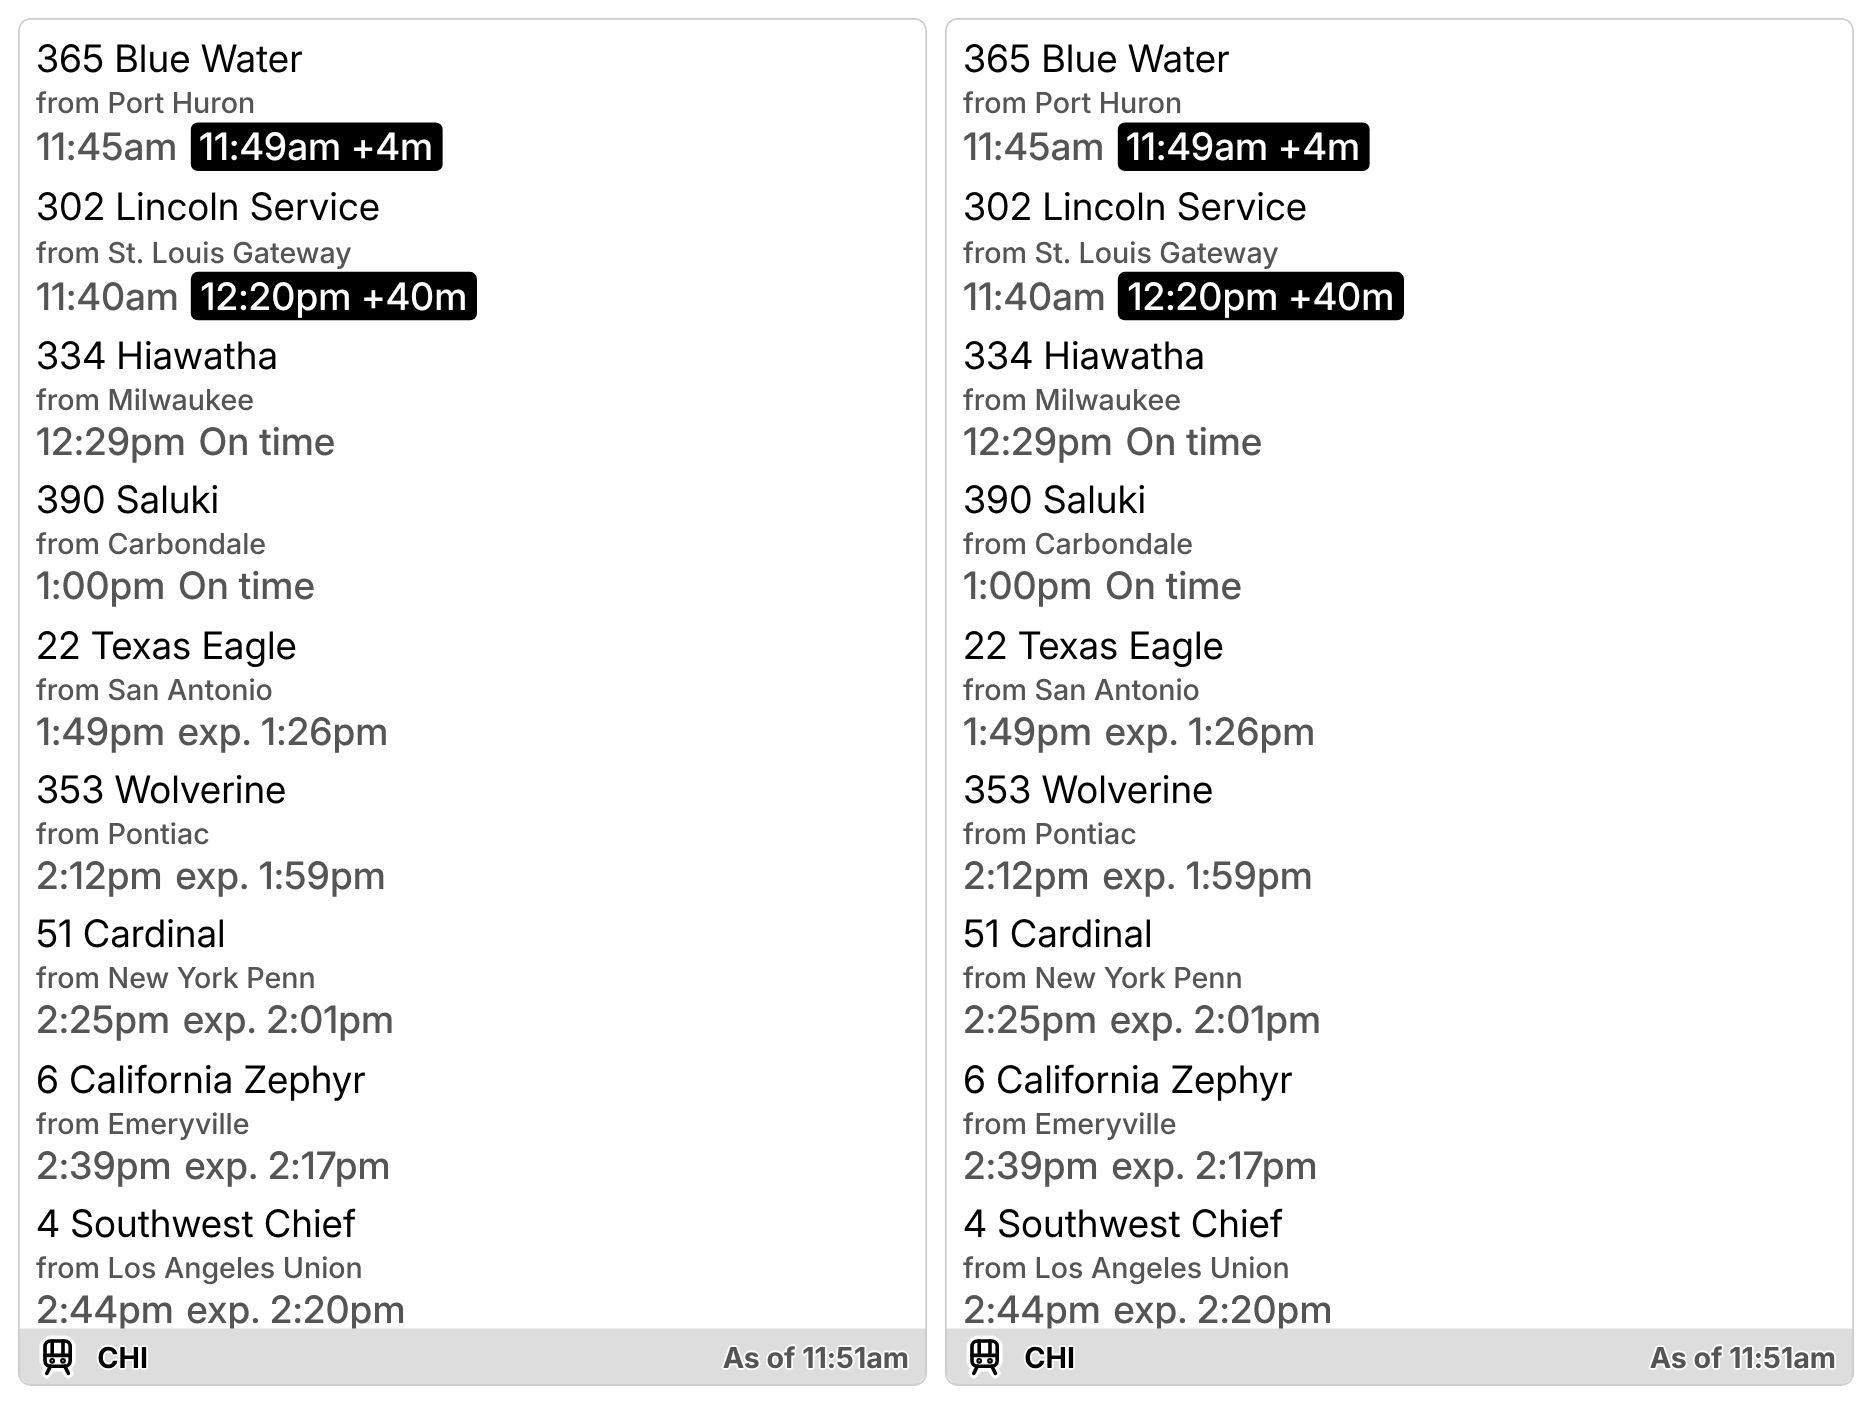 365 Blue Water
from Port Huron
11:45am 11:49am +4m
302 Lincoln Service
from St. Louis Gateway
11:40am 12:20pm +40m
334 Hiawatha
from Milwaukee
12:29pm On time
390 Saluki
from Carbondale
1:00pm On time
22 Texas Eagle
from San Antonio
1:49pm exp. 1:26pm
353 Wolverine
from Pontiac
2:12pm exp. 1:59pm
51 Cardinal
from New York Penn
2:25pm exp. 2:01pm
6 California Zephyr
from Emeryville
2:39pm exp. 2:17pm
4 Southwest Chief
from Los Angeles Union
2:44pm exp. 2:20pm
CHI As of 11:51am
365 Blue Water
from Port Huron
11:45am 11:49am +4m
302 Lincoln Service
from St. Louis Gateway
11:40am 12:20pm +40m
334 Hiawatha
from Milwaukee
12:29pm On time
390 Saluki
from Carbondale
1:00pm On time
22 Texas Eagle
from San Antonio
1:49pm exp. 1:26pm
353 Wolverine
from Pontiac
2:12pm exp. 1:59pm
51 Cardinal
from New York Penn
2:25pm exp. 2:01pm
6 California Zephyr
from Emeryville
2:39pm exp. 2:17pm
4 Southwest Chief
from Los Angeles Union
2:44pm exp. 2:20pm
CHI As of 11:51am